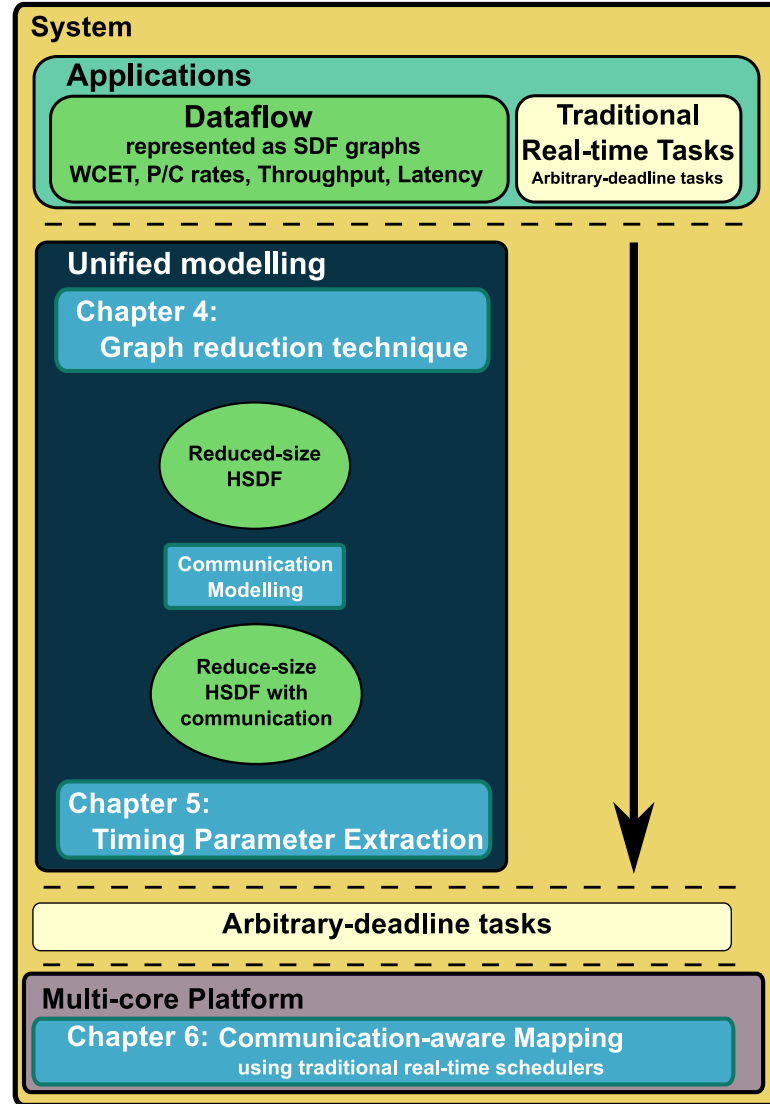 System
Applications
Dataflow
represented as SDF graphs
WCET, P/C rates, Throughput, Latency
Traditional
Real-time Tasks
Arbitrary-deadline tasks
Unified modelling
Chapter 4:
Graph reduction technique
Reduced-size
HSDF
Communication
Modelling
Reduce-size
HSDF with
communication
Chapter 5:
Timing Parameter Extraction
Arbitrary-deadline tasks
Multi-core Platform
Chapter 6: Communication-aware Mapping
using traditional real-time schedulers